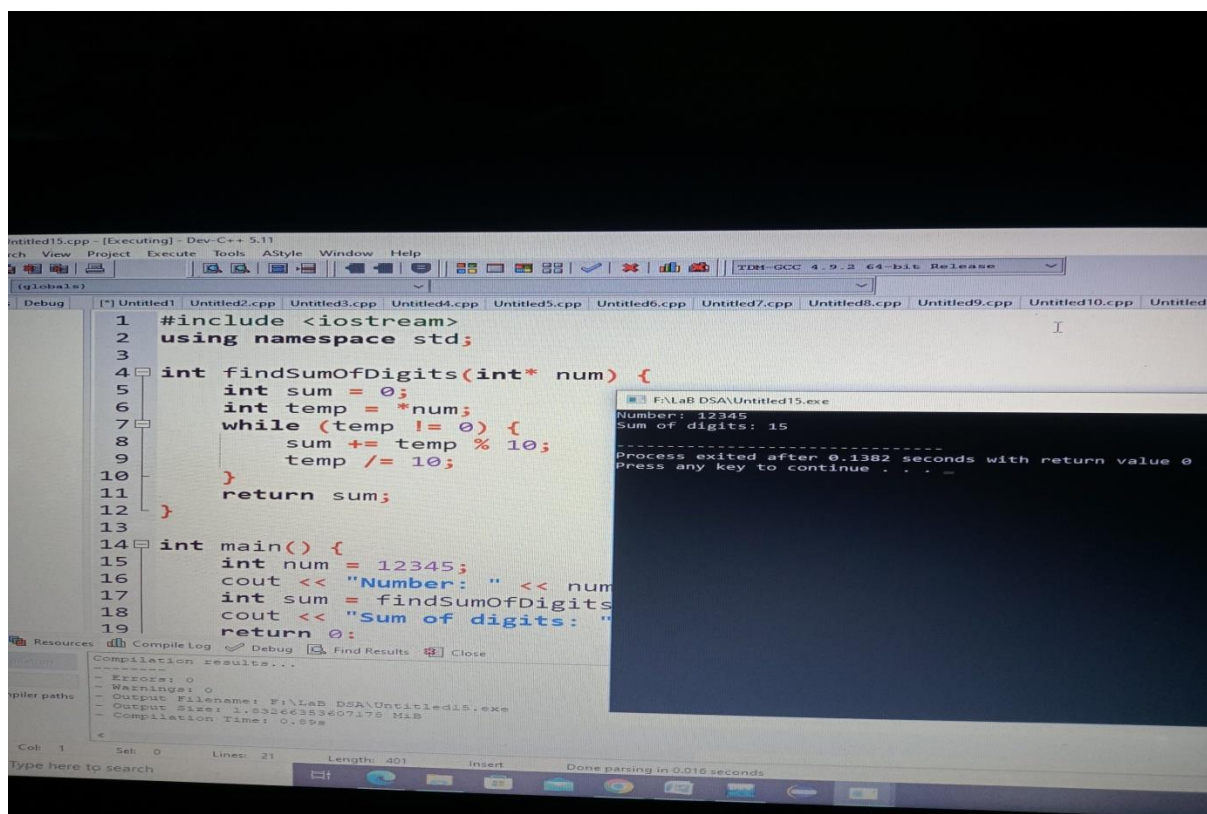 Untitled15.cpp - [Executing] - Dev-C++ 5.11
View Project Execute Tools AStyle Window Help
TDM-GCC 4.9.2 64-bit Release
(globals)
Debug [*] Untitled1 Untitled2.cpp Untitled3.cpp Untitled4.cpp Untitled5.cpp Untitled6.cpp Untitled7.cpp Untitled8.cpp Untitled9.cpp Untitled10.cpp Untitled
1 #include <iostream>
2 using namespace std;
3
4 int findSumOfDigits(int* num) {
5 int sum = 0;
6 int temp = *num;
7 while (temp != 0) {
8 sum += temp % 10;
9 temp /= 10;
10 }
11 return sum;
12 }
13
14 int main() {
15 int num = 12345;
16 cout << "Number: " << num
17 int sum = findSumOfDigits
18 cout << "Sum of digits: "
19 return 0;
F:\LaB DSA\Untitled15.exe
Number: 12345
Sum of digits: 15
--------------------------------
Process exited after 0.1382 seconds with return value 0
Press any key to continue . . . _
Resources Compile Log Debug Find Results Close
Compilation results...
--------
- Errors: 0
- Warnings: 0
- Output Filename: F:\LaB DSA\Untitled15.exe
- Output Size: 1.83266353607178 MiB
- Compilation Time: 0.89s
Col: 1 Sel: 0 Lines: 21 Length: 401 Insert Done parsing in 0.016 seconds
Type here to search